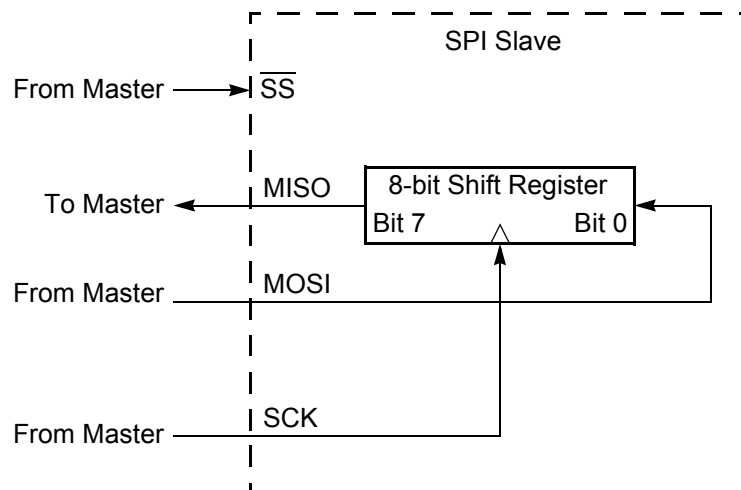 SPI Slave
From Master
S̅S̅
To Master
MISO
8-bit Shift Register
Bit 7
Bit 0
From Master
MOSI
From Master
SCK